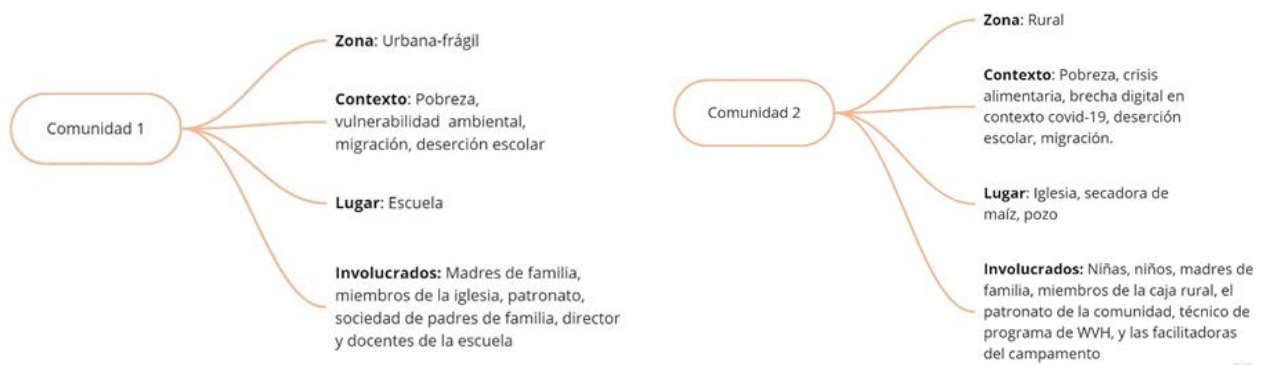 Comunidad 1
Zona: Urbana-frágil
Contexto: Pobreza,
vulnerabilidad ambiental,
migración, deserción escolar
Lugar: Escuela
Involucrados: Madres de familia,
miembros de la iglesia, patronato,
sociedad de padres de familia, director
y docentes de la escuela
Comunidad 2
Zona: Rural
Contexto: Pobreza, crisis
alimentaria, brecha digital en
contexto covid-19, deserción
escolar, migración.
Lugar: Iglesia, secadora de
maíz, pozo
Involucrados: Niñas, niños, madres de
familia, miembros de la caja rural, el
patronato de la comunidad, técnico de
programa de WVH, y las facilitadoras
del campamento